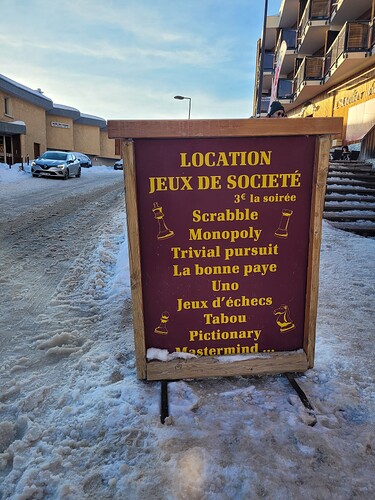 LOCATION
JEUX DE SOCIETÉ
3€ la soirée
Scrabble
Monopoly
Trivial pursuit
La bonne paye
Uno
Jeux d'échecs
Tabou
Pictionary
Mastermind ...